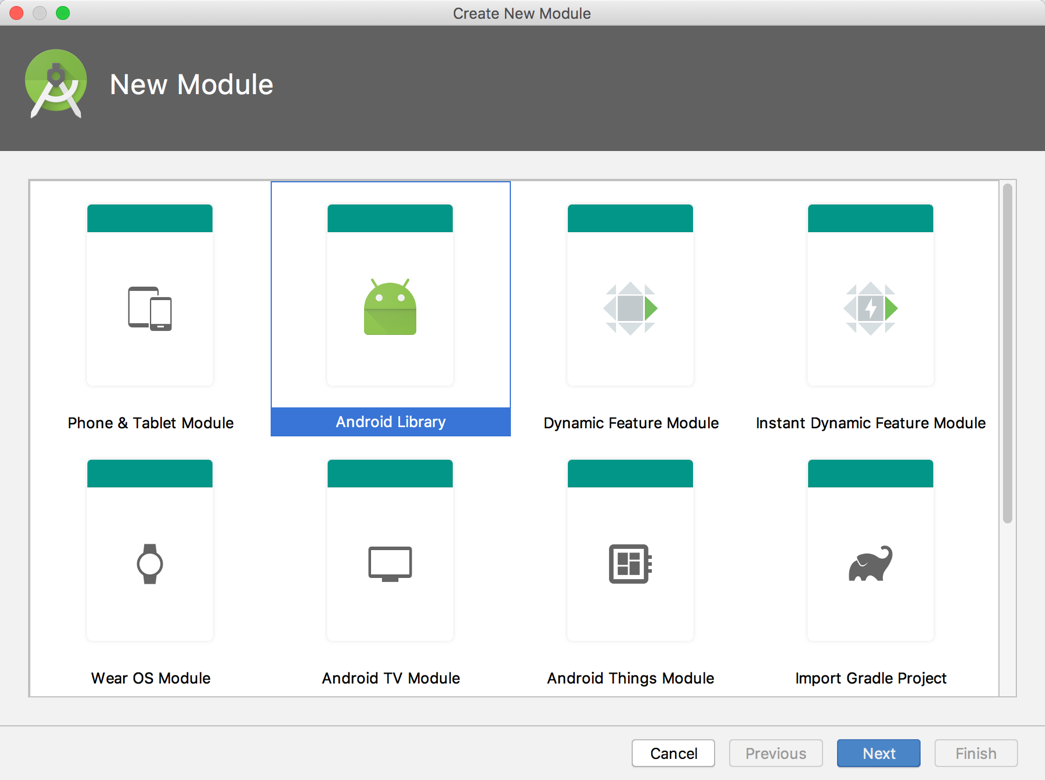 Create New Module
New Module
Phone & Tablet Module
Android Library
Dynamic Feature Module
Instant Dynamic Feature Module
Wear OS Module
Android TV Module
Android Things Module
Import Gradle Project
Cancel
Previous
Next
Finish